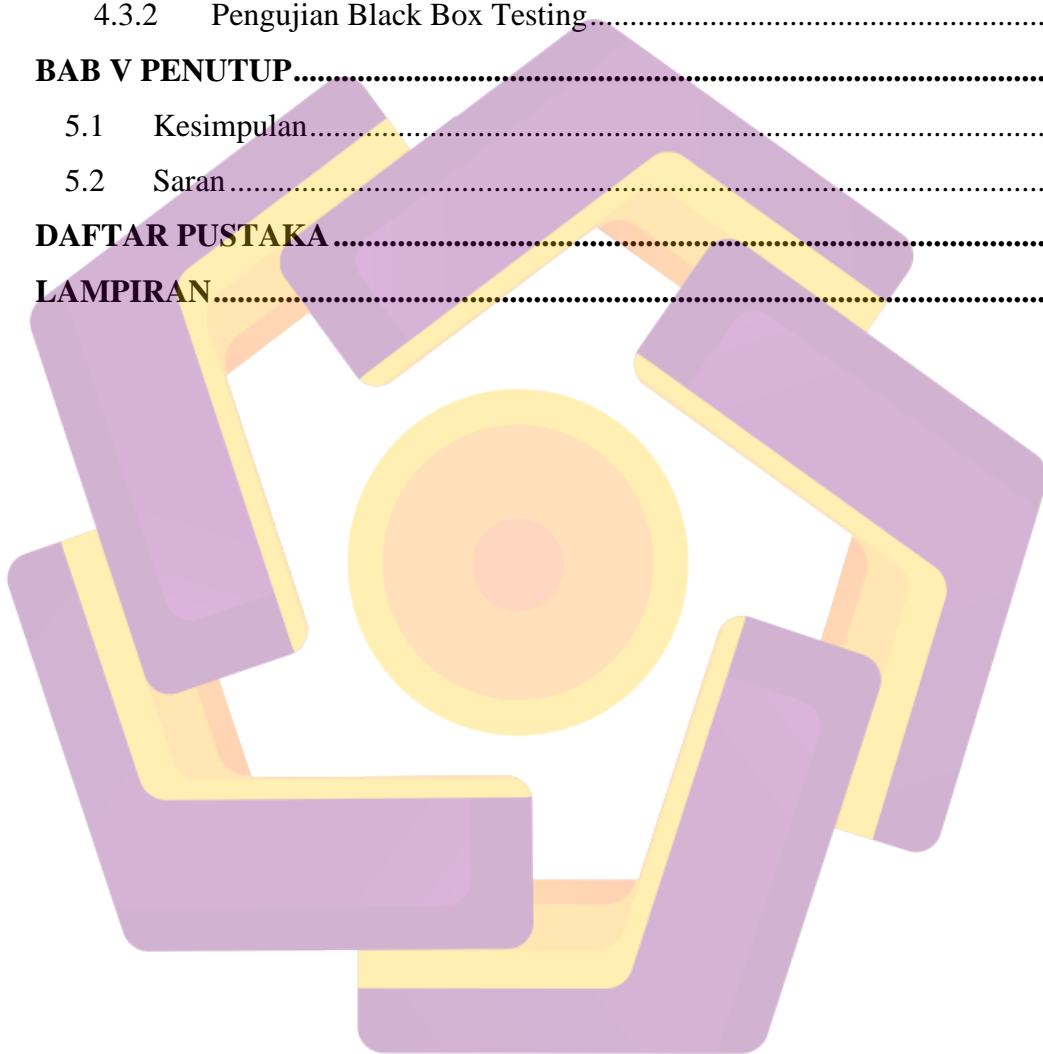 4.3.2 Pengujian Black Box Testing........................................................
BAB V PENUTUP........................................................................................
5.1 Kesimpulan...........................................................................................
5.2 Saran.....................................................................................................
DAFTAR PUSTAKA....................................................................................
LAMPIRAN..................................................................................................